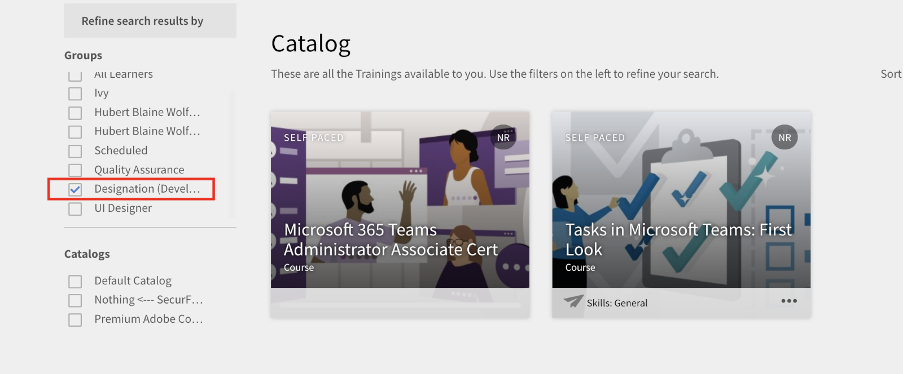 Refine search results by
Groups
All Learners
Ivy
Hubert Blaine Wolf...
Hubert Blaine Wolf...
Scheduled
Quality Assurance
Designation (Devel...
UI Designer
Catalogs
Default Catalog
Nothing <--- SecurF...
Premium Adobe Co...
Catalog
These are all the Trainings available to you. Use the filters on the left to refine your search.
Sort
SELF PACED
NR
Microsoft 365 Teams
Administrator Associate Cert
Course
SELF PACED
NR
Tasks in Microsoft Teams: First
Look
Course
Skills: General